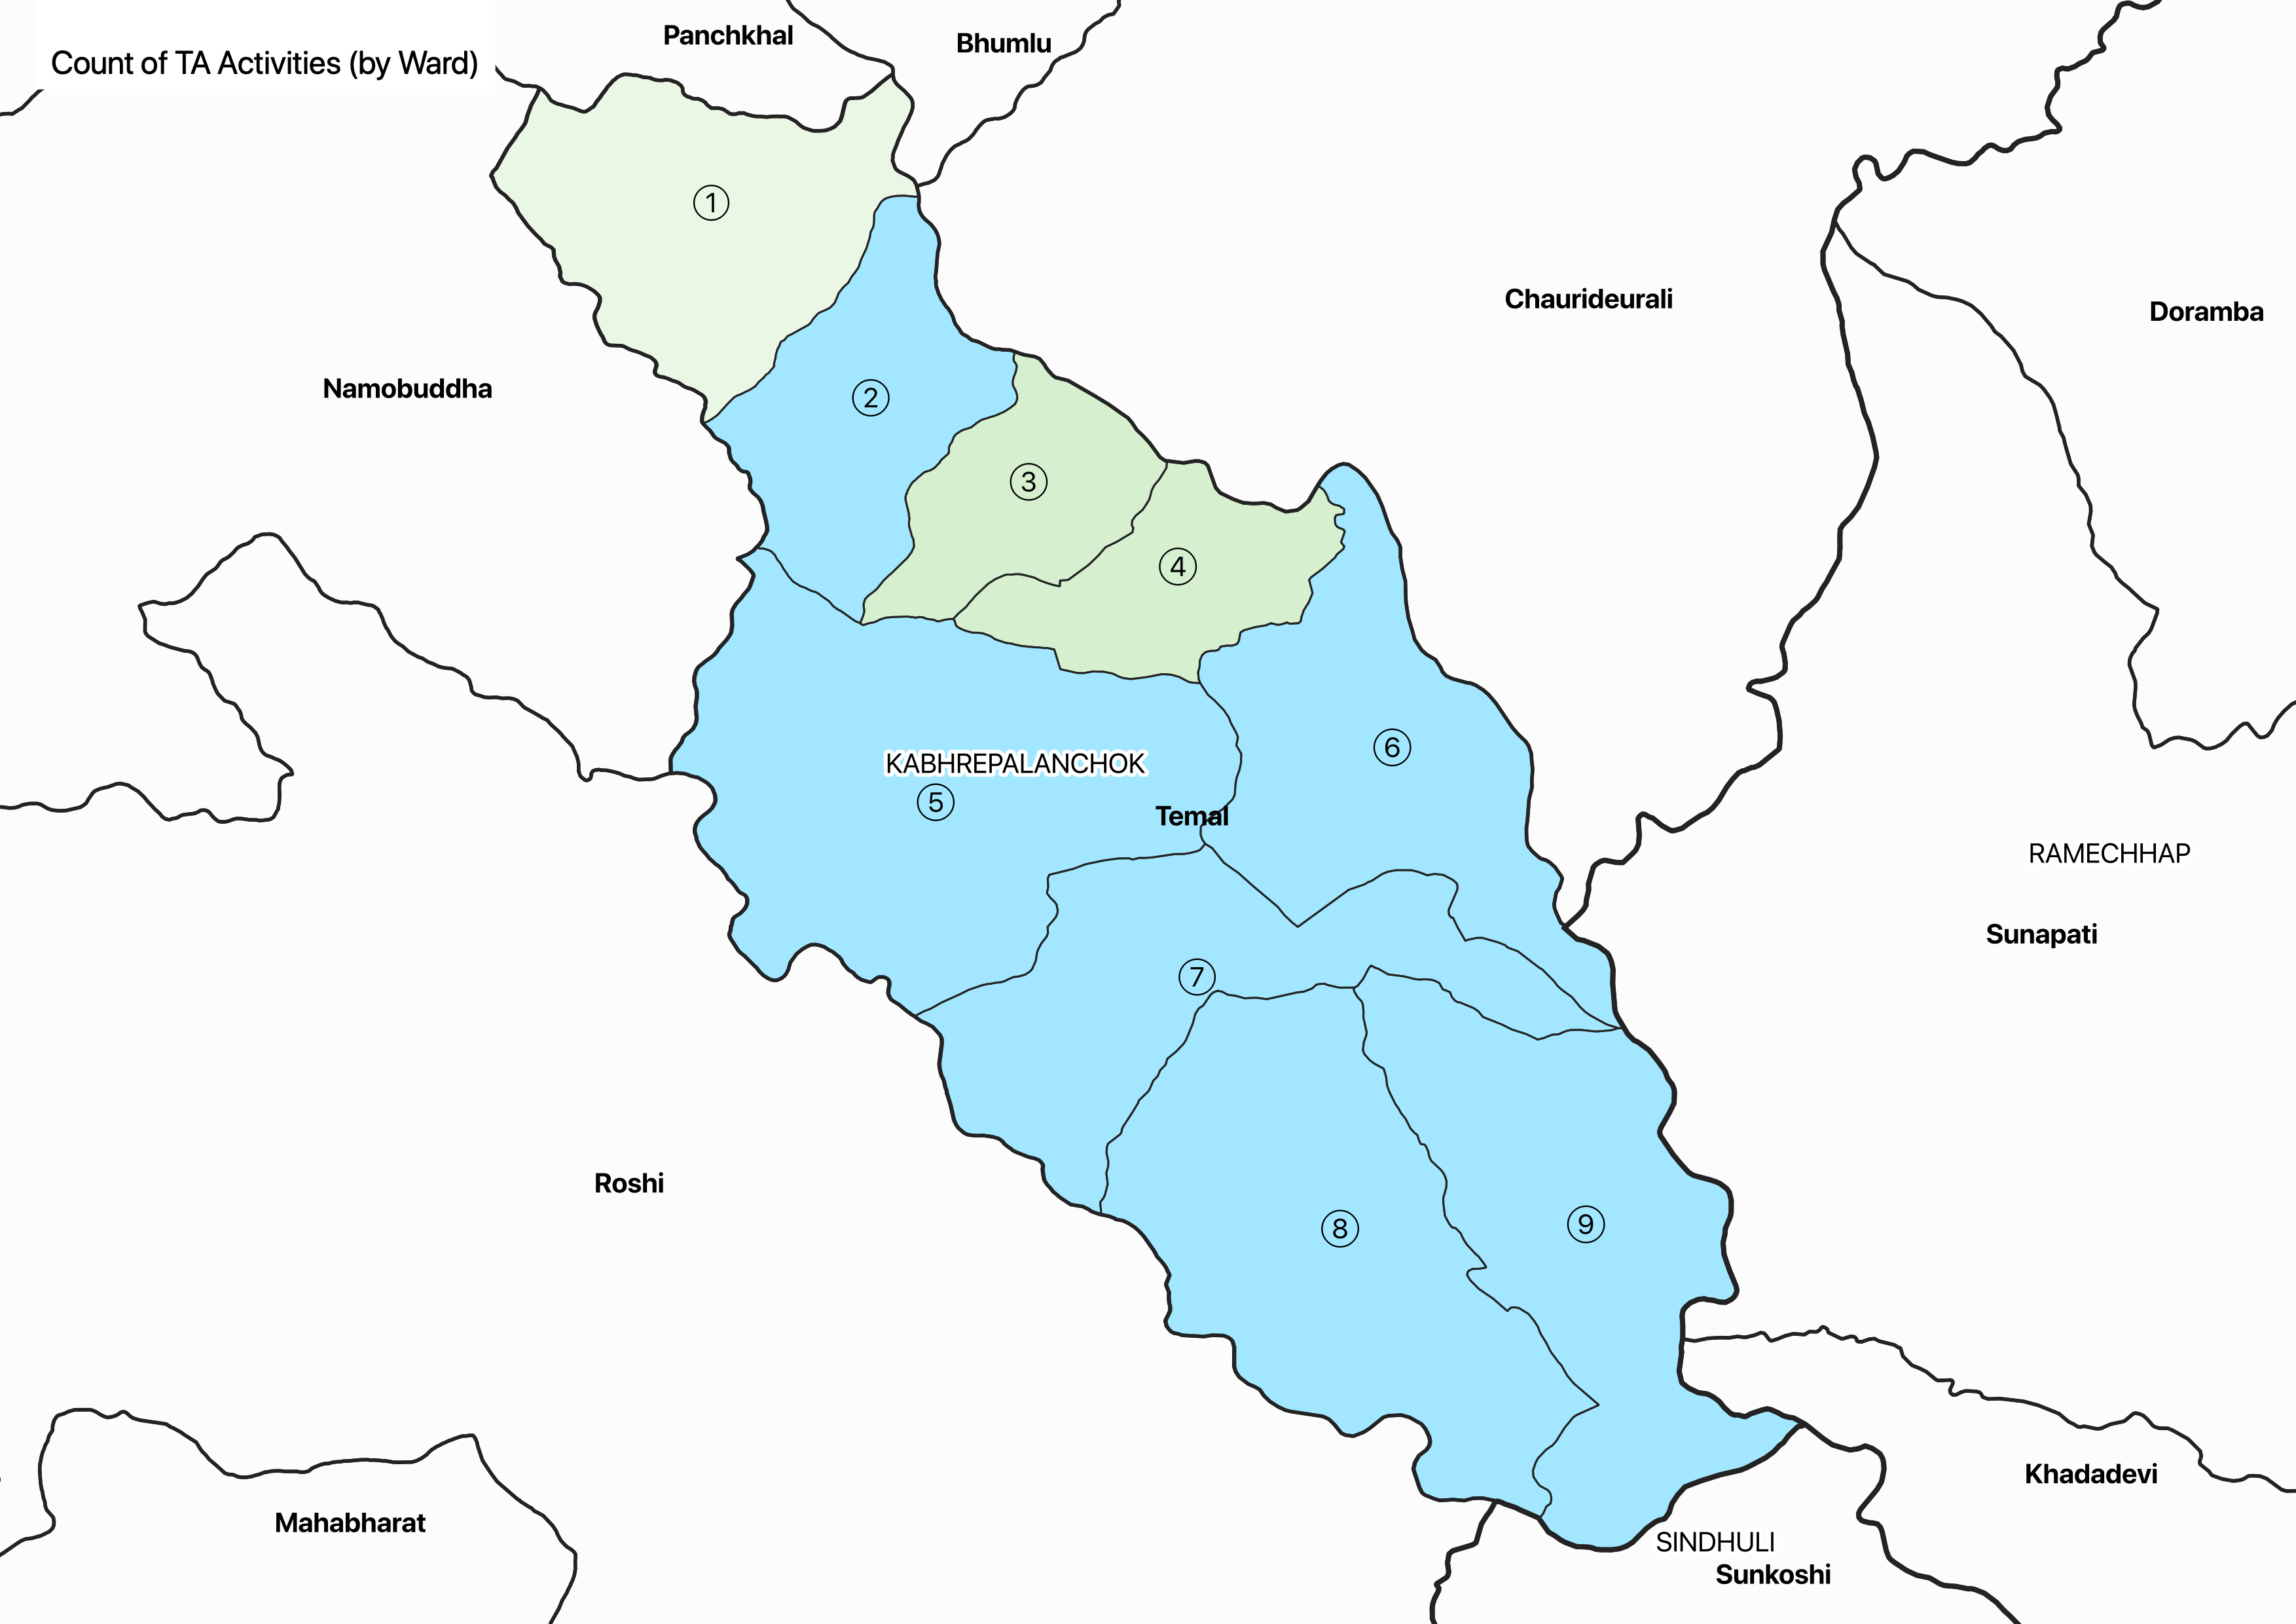 Panchkhal
Bhumlu
Count of TA Activities (by Ward)
①
Chaurideurali
Doramba
Namobuddha
②
③
④
⑥
KABHREPALANCHOK
⑤
Temal
RAMECHHAP
Sunapati
⑦
Roshi
⑧
⑨
Khadadevi
Mahabharat
SINDHULI
Sunkoshi